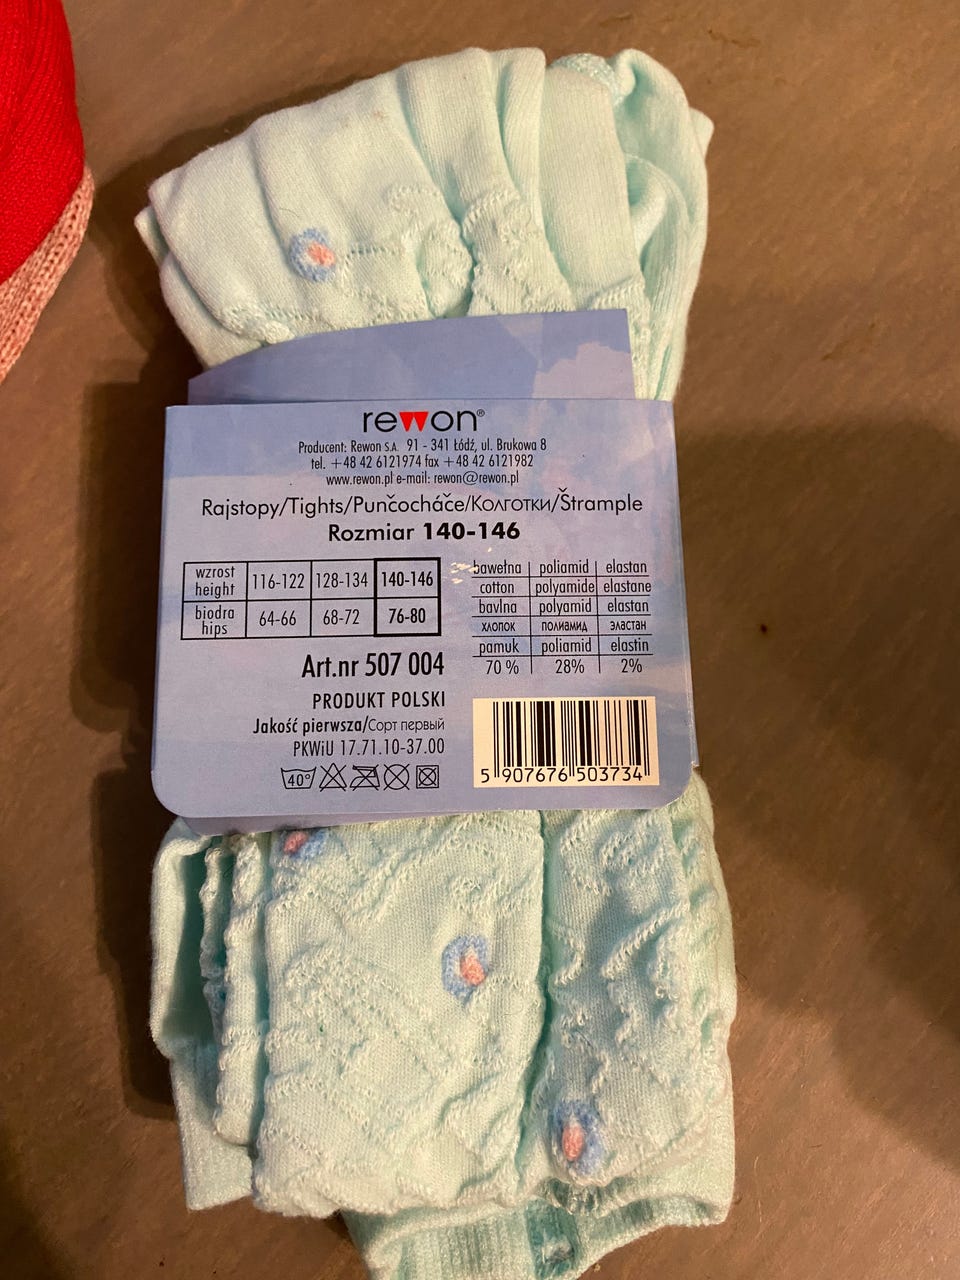 rewon®
Producent: Rewon S.A. 91 - 341 Łódź, ul. Brukowa 8
tel. +48 42 6121974 fax +48 42 6121982
www.rewon.pl e-mail: rewon@rewon.pl
Rajstopy/Tights/Punčocháče/Колготки/Štrample
Rozmiar 140-146
wzrost height 116-122 128-134 140-146
biodra hips 64-66 68-72 76-80
bawełna poliamid elastan
cotton polyamide elastane
bavlna polyamid elastan
хлопок полиамид эластан
pamuk poliamid elastin
70 % 28% 2%
Art.nr 507 004
PRODUKT POLSKI
Jakość pierwsza/Сорт первый
PKWiU 17.71.10-37.00
40°
5 907676 503734